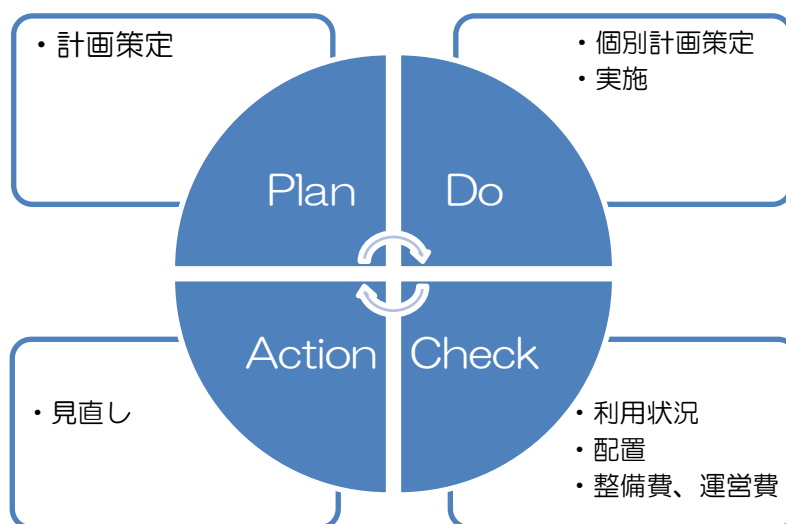 ・計画策定
Plan
・個別計画策定
・実施
Do
・見直し
Action
Check
・利用状況
・配置
・整備費、運営費